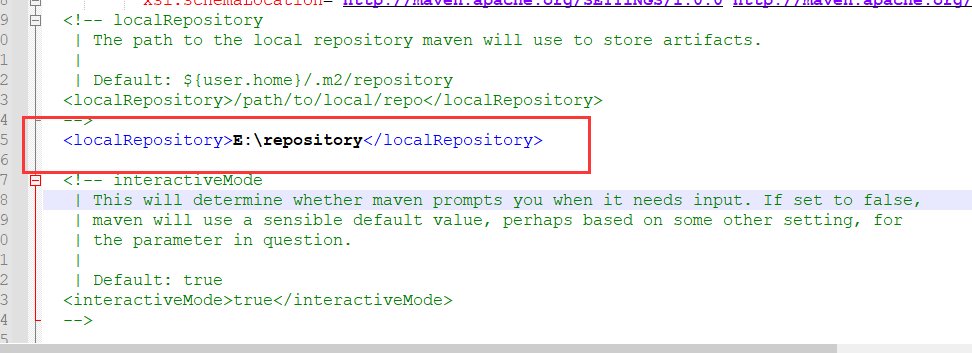 xsi:schemaLocation="http://maven.apache.org/SETTINGS/1.0.0 http://maven.apache.org/
9 <!-- localRepository
0 | The path to the local repository maven will use to store artifacts.
1 |
2 | Default: ${user.home}/.m2/repository
3 <localRepository>/path/to/local/repo</localRepository>
4 -->
5 <localRepository>E:\repository</localRepository>
6
7 <!-- interactiveMode
8 | This will determine whether maven prompts you when it needs input. If set to false,
9 | maven will use a sensible default value, perhaps based on some other setting, for
0 | the parameter in question.
1 |
2 | Default: true
3 <interactiveMode>true</interactiveMode>
4 -->
5